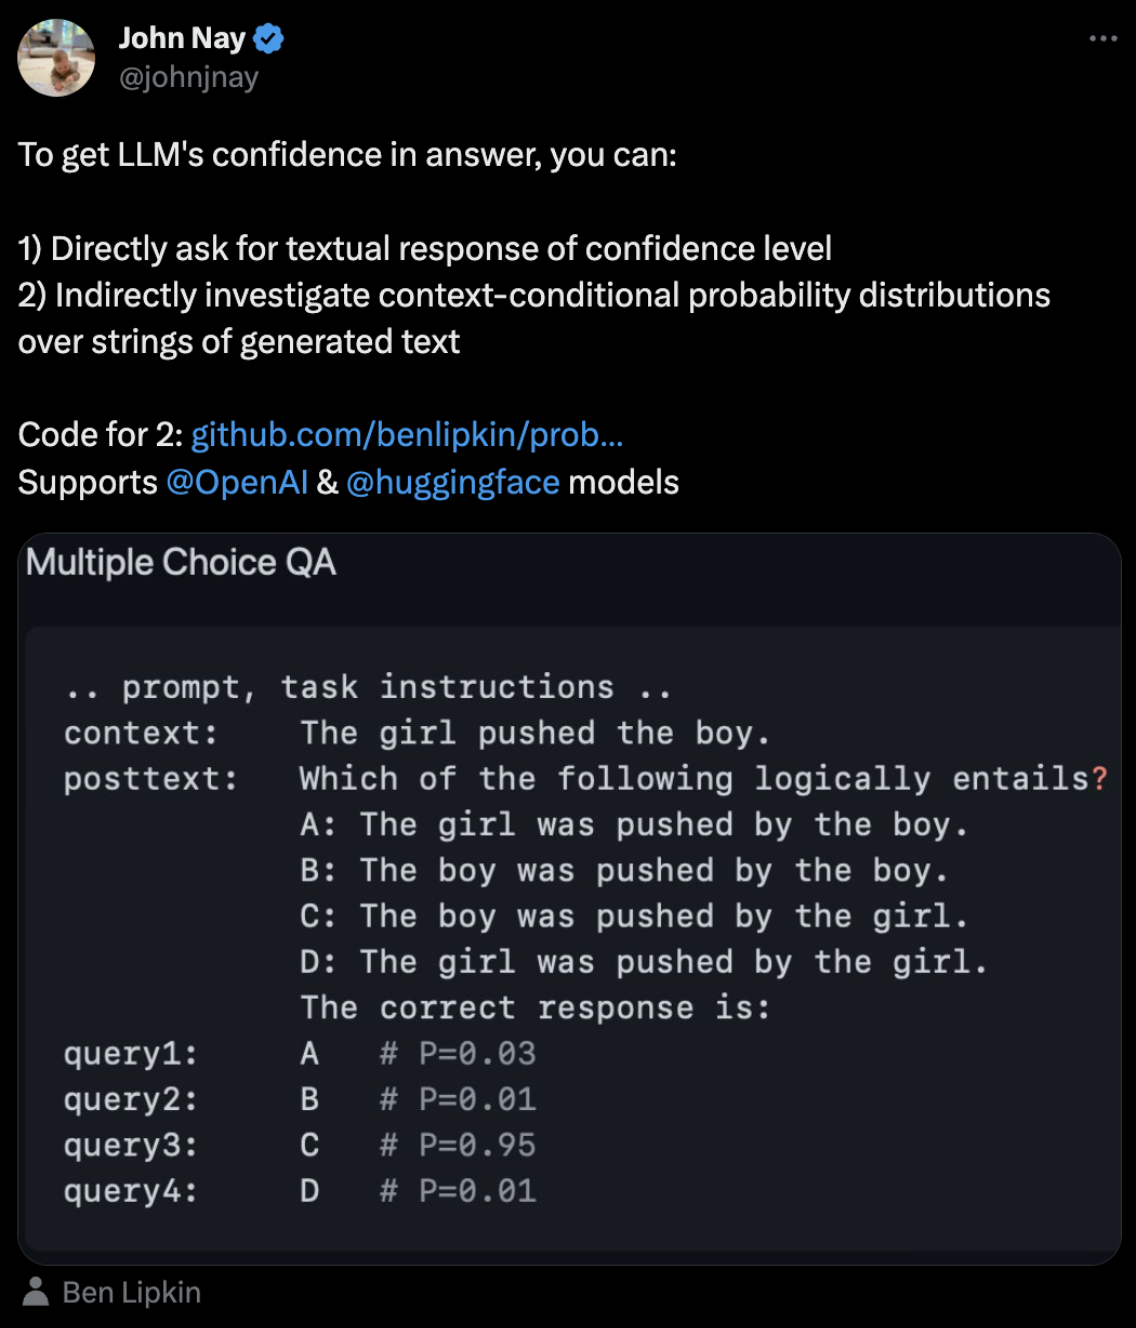 John Nay
@johnjnay
To get LLM's confidence in answer, you can:
1) Directly ask for textual response of confidence level
2) Indirectly investigate context-conditional probability distributions
over strings of generated text
Code for 2: github.com/benlipkin/prob...
Supports @OpenAI & @huggingface models
Multiple Choice QA
.. prompt, task instructions ..
context: The girl pushed the boy.
posttext: Which of the following logically entails?
A: The girl was pushed by the boy.
B: The boy was pushed by the boy.
C: The boy was pushed by the girl.
D: The girl was pushed by the girl.
The correct response is:
query1: A # P=0.03
query2: B # P=0.01
query3: C # P=0.95
query4: D # P=0.01
Ben Lipkin